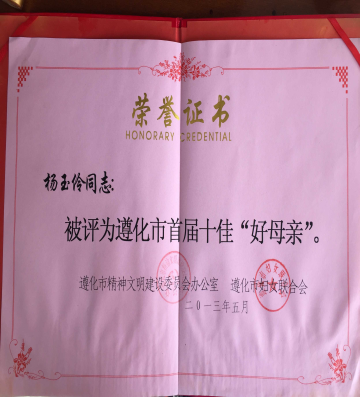 荣誉证书
HONORARY CREDENTIAL
杨玉伶同志:
被评为遵化市首届十佳“好母亲”。
遵化市精神文明建设委员会办公室 遵化市妇女联合会
二〇一三年五月